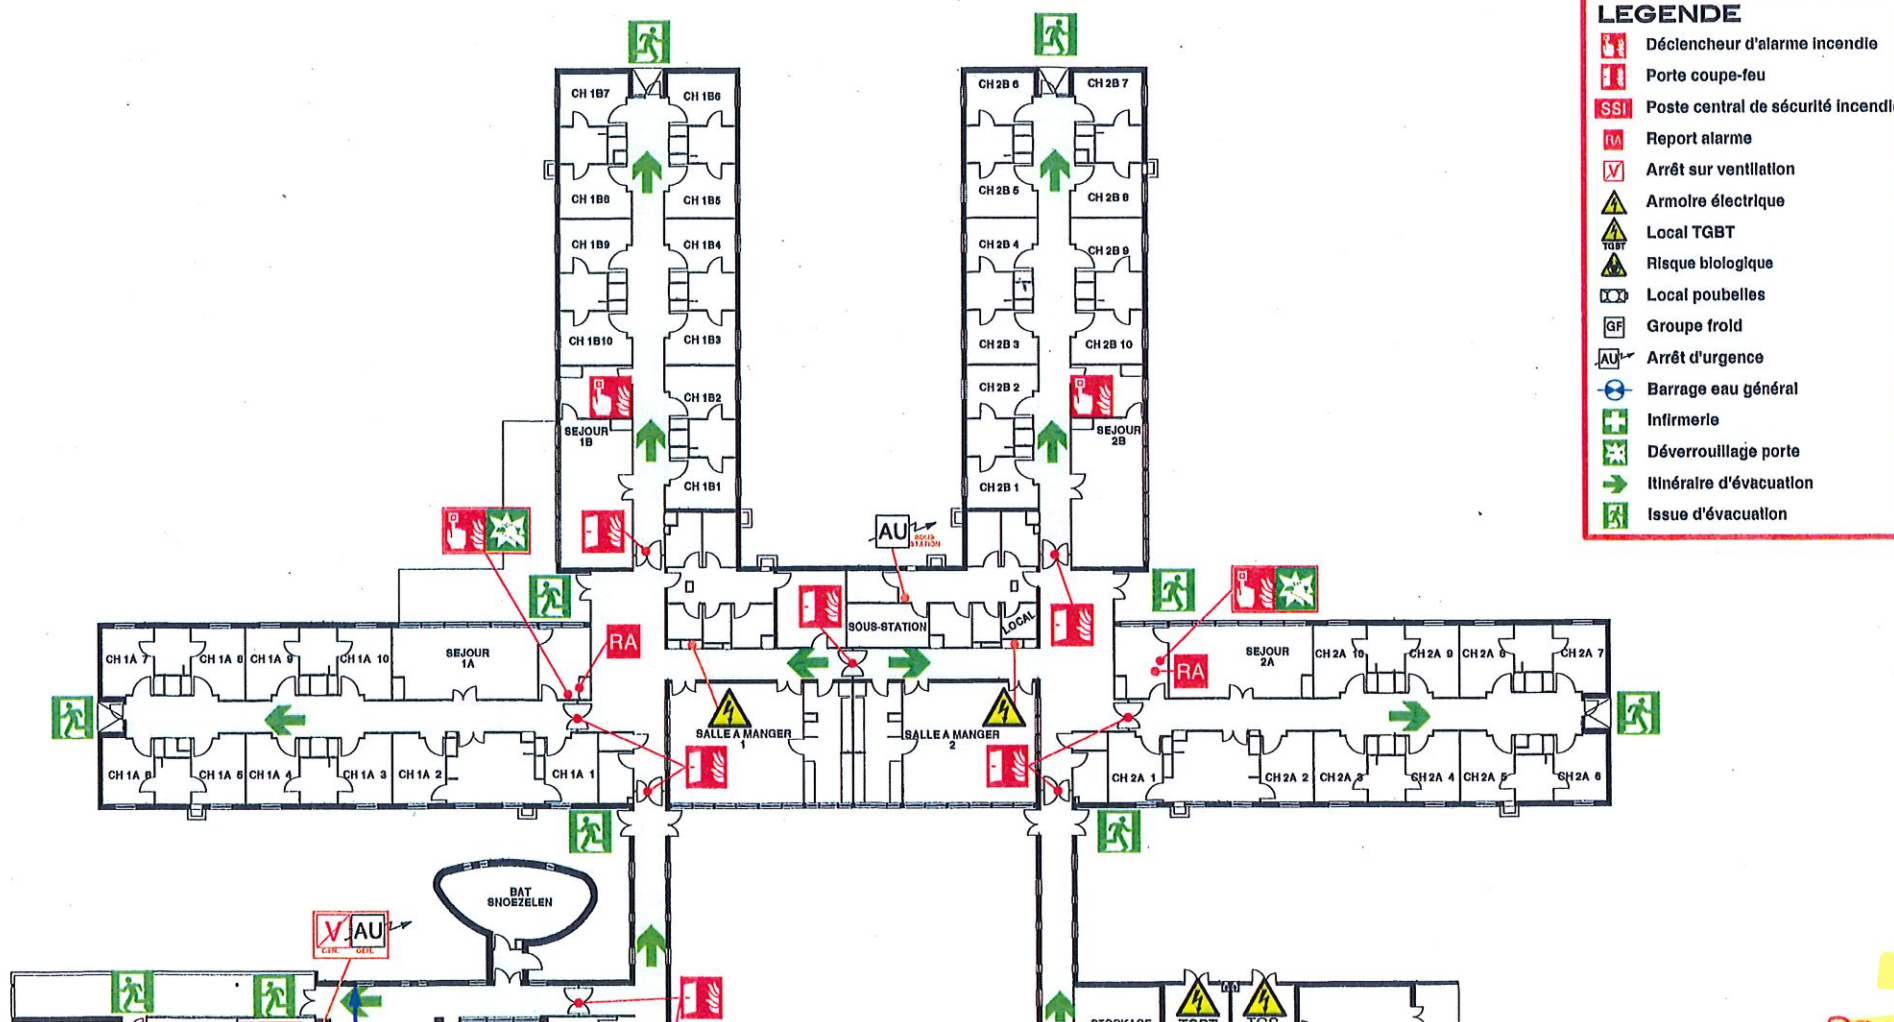 LEGENDE
Déclencheur d'alarme incendie
Porte coupe-feu
SSI Poste central de sécurité incendie
RA Report alarme
V Arrêt sur ventilation
Armoire électrique
TGBT Local TGBT
Risque biologique
Local poubelles
GF Groupe froid
AU Arrêt d'urgence
Barrage eau général
Infirmerie
Déverrouillage porte
Itinéraire d'évacuation
Issue d'évacuation
CH 1B7
CH 1B6
CH 1B8
CH 1B5
CH 1B9
CH 1B4
CH 1B10
CH 1B3
CH 1B2
SEJOUR
1B
CH 1B1
CH 2B 6
CH 2B 7
CH 2B 5
CH 2B 8
CH 2B 4
CH 2B 9
CH 2B 3
CH 2B 10
CH 2B 2
SEJOUR
2B
CH 2B 1
AU
SOUS-STATION
LOCAL
RA
RA
CH 1A 7
CH 1A 8
CH 1A 9
CH 1A 10
SEJOUR
1A
SEJOUR
2A
CH 2A 10
CH 2A 9
CH 2A 8
CH 2A 7
SALLE A MANGER
1
SALLE A MANGER
2
CH 1A 6
CH 1A 5
CH 1A 4
CH 1A 3
CH 1A 2
CH 1A 1
CH 2A 1
CH 2A 2
CH 2A 3
CH 2A 4
CH 2A 5
CH 2A 6
BAT
SNOEZELEN
V AU
GEN.
STOCKAGE
TGBT